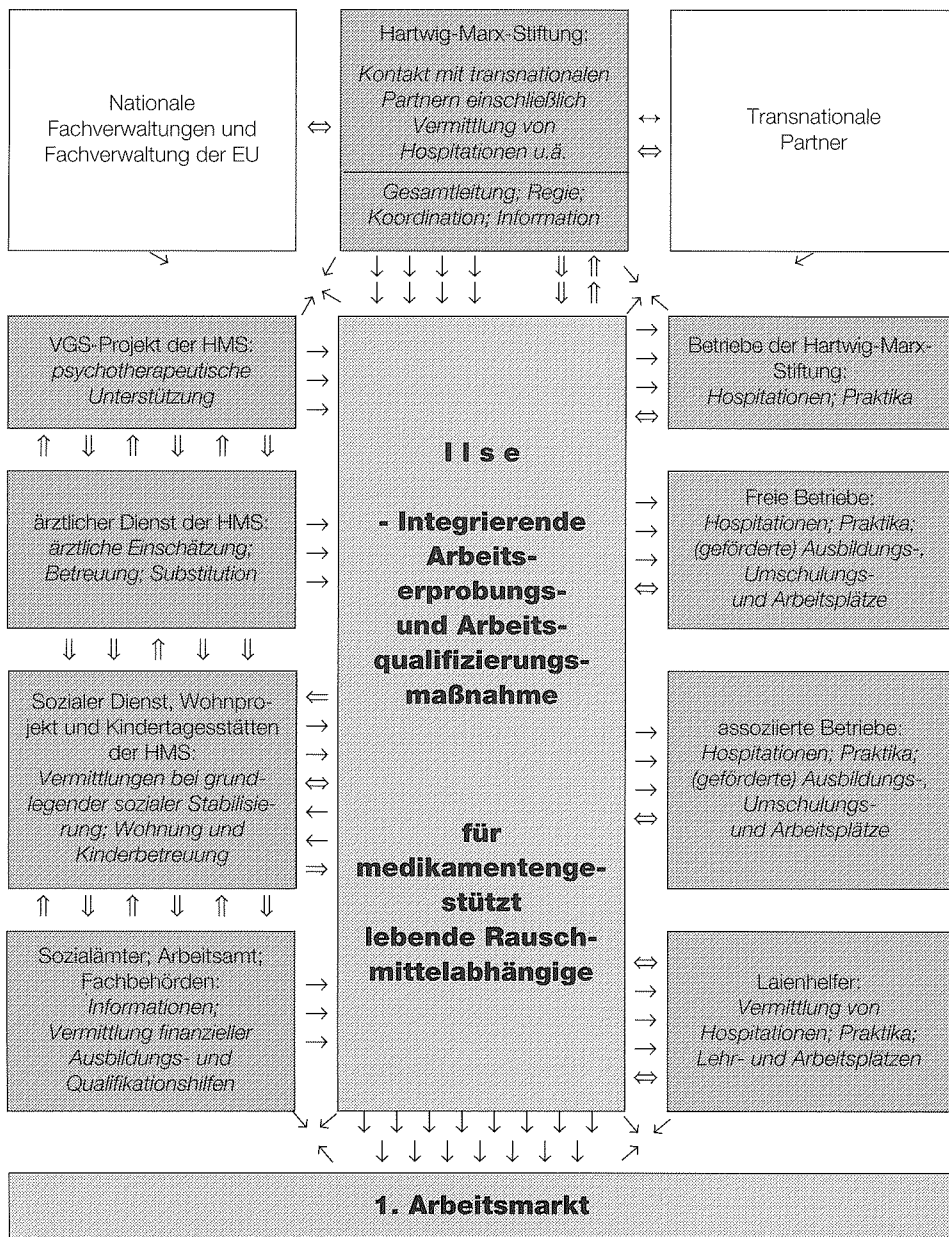 Nationale
Fachverwaltungen und
Fachverwaltung der EU
Hartwig-Marx-Stiftung:
Kontakt mit transnationalen
Partnern einschließlich
Vermittlung von
Hospitationen u.ä.
Gesamtleitung; Regie;
Koordination; Information
Transnationale
Partner
VGS-Projekt der HMS:
psychotherapeutische
Unterstützung
ärztlicher Dienst der HMS:
ärztliche Einschätzung;
Betreuung; Substitution
Sozialer Dienst, Wohnpro-
jekt und Kindertagesstätten
der HMS:
Vermittlungen bei grund-
legender sozialer Stabilisie-
rung; Wohnung und
Kinderbetreuung
Sozialämter; Arbeitsamt;
Fachbehörden:
Informationen;
Vermittlung finanzieller
Ausbildungs- und
Qualifikationshilfen
I l s e
- Integrierende
Arbeits-
erprobungs-
und Arbeits-
qualifizierungs-
maßnahme
für
medikamentenge-
stützt
lebende Rausch-
mittelabhängige
Betriebe der Hartwig-Marx-
Stiftung:
Hospitationen; Praktika
Freie Betriebe:
Hospitationen; Praktika;
(geförderte) Ausbildungs-,
Umschulungs-
und Arbeitsplätze
assoziierte Betriebe:
Hospitationen; Praktika;
(geförderte) Ausbildungs-,
Umschulungs-
und Arbeitsplätze
Laienhelfer:
Vermittlung von
Hospitationen; Praktika;
Lehr- und Arbeitsplätzen
1. Arbeitsmarkt